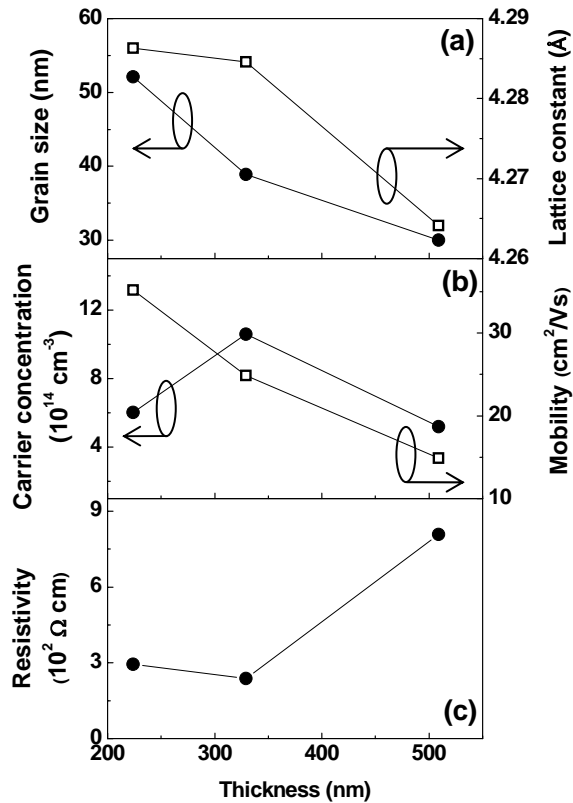 (a)
60
50
40
30
Grain size (nm)
4.29
4.28
4.27
4.26
Lattice constant (Å)
(b)
12
8
4
Carrier concentration
(10^14 cm^-3)
30
20
10
Mobility (cm^2/Vs)
(c)
9
6
3
0
Resistivity
(10^2 Ω cm)
200 300 400 500
Thickness (nm)